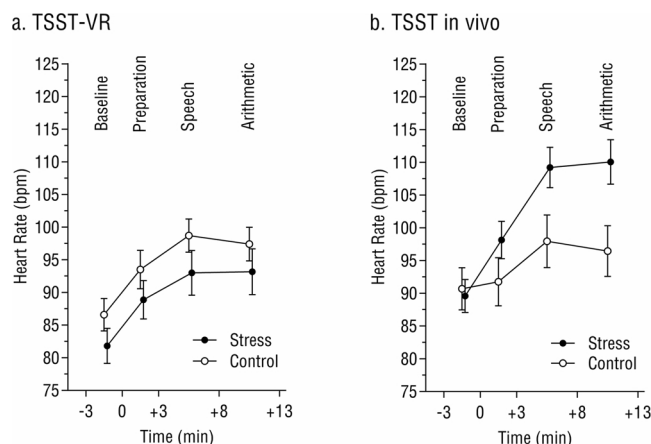 a. TSST-VR
125
120
115
110
105
100
95
90
85
80
75
Heart Rate (bpm)
Baseline
Preparation
Speech
Arithmetic
Stress
Control
-3 0 +3 +8 +13
Time (min)
b. TSST in vivo
125
120
115
110
105
100
95
90
85
80
75
Heart Rate (bpm)
Baseline
Preparation
Speech
Arithmetic
Stress
Control
-3 0 +3 +8 +13
Time (min)